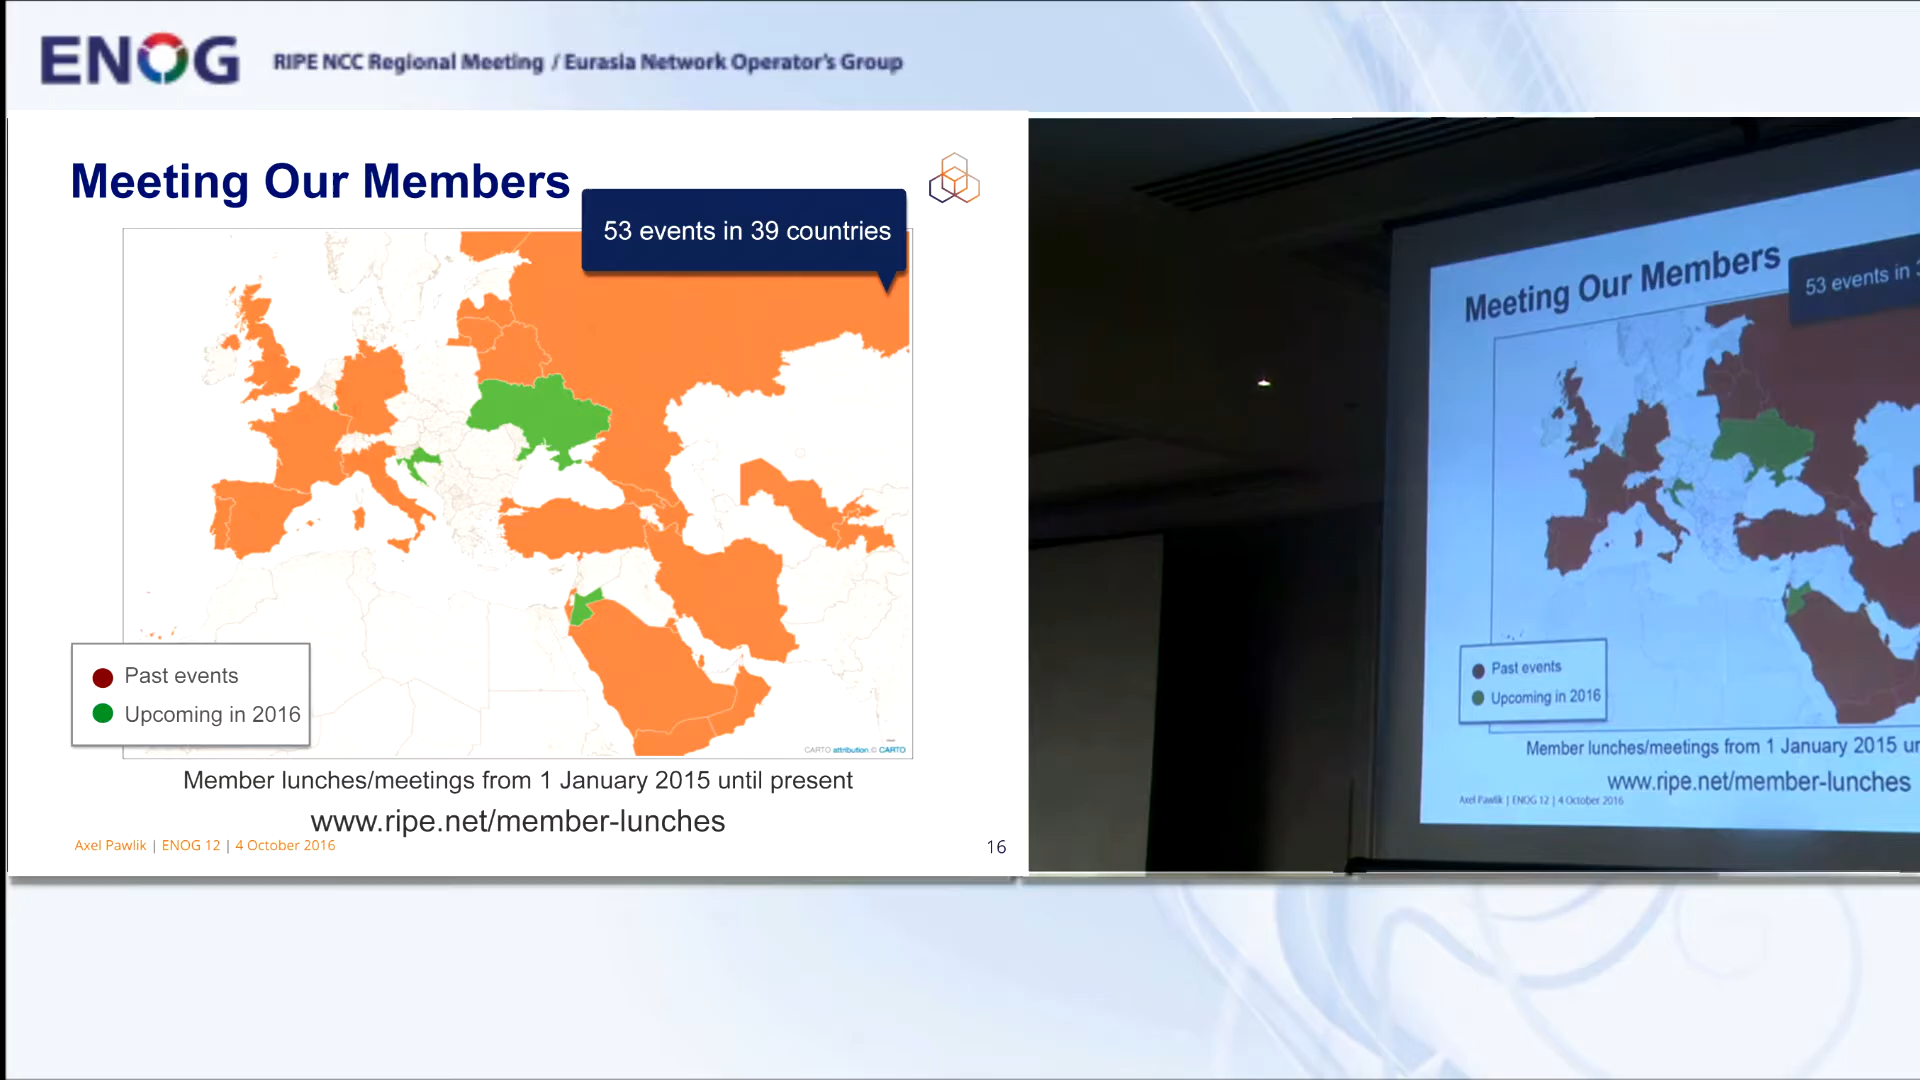 ENOG
RIPE NCC Regional Meeting / Eurasia Network Operator's Group
Meeting Our Members
53 events in 39 countries
Past events
Upcoming in 2016
CARTO attribution © CARTO
Member lunches/meetings from 1 January 2015 until present
www.ripe.net/member-lunches
Axel Pawlik | ENOG 12 | 4 October 2016
16
Meeting Our Members
53 events in
Past events
Upcoming in 2016
Member lunches/meetings from 1 January 2015
www.ripe.net/member-lunches
Axel Pawlik | ENOG 12 | 4 October 2016